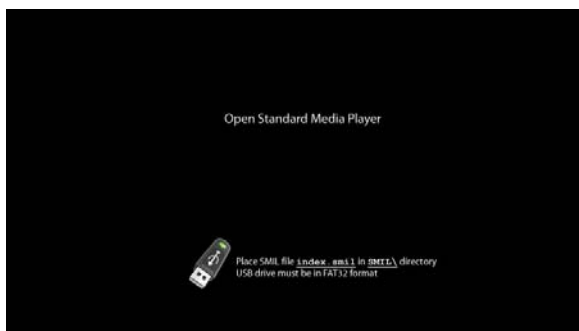 Open Standard Media Player
Place SMIL file index.smil in SMIL\ directory
USB drive must be in FAT32 format